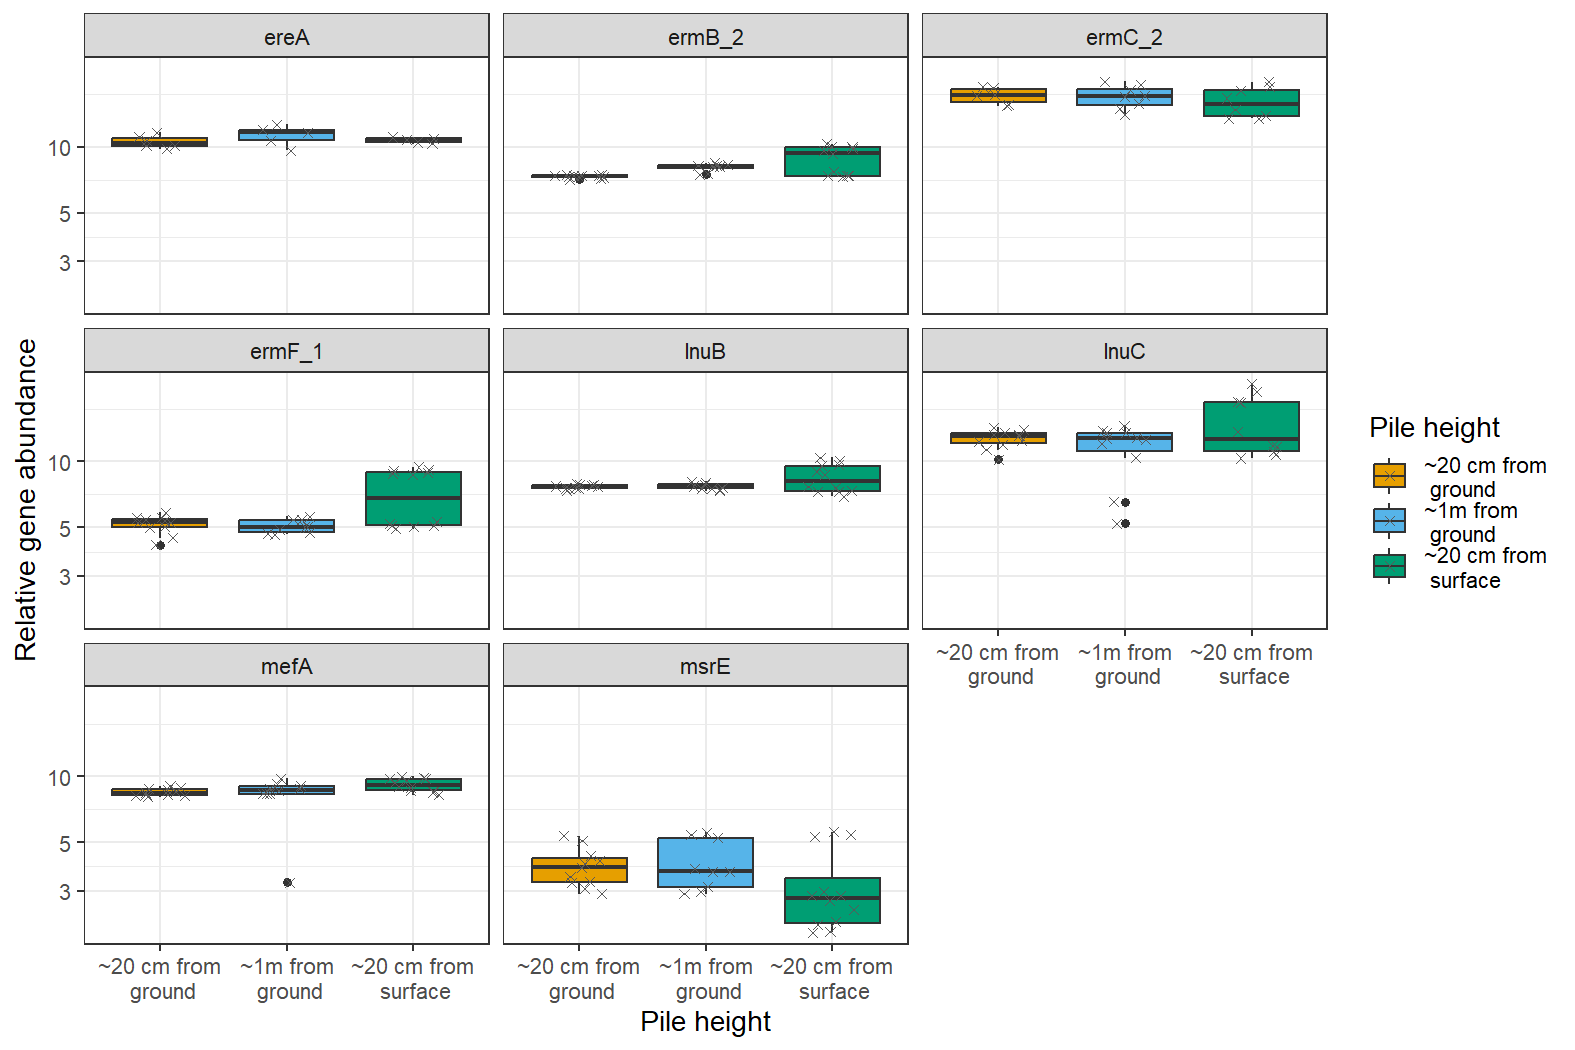 ereA
ermB_2
ermC_2
10
5
3
ermF_1
lnuB
lnuC
10
5
3
~20 cm from
ground
~1m from
ground
~20 cm from
surface
mefA
msrE
10
5
3
~20 cm from
ground
~1m from
ground
~20 cm from
surface
~20 cm from
ground
~1m from
ground
~20 cm from
surface
Pile height
Relative gene abundance
Pile height
~20 cm from
ground
~1m from
ground
~20 cm from
surface